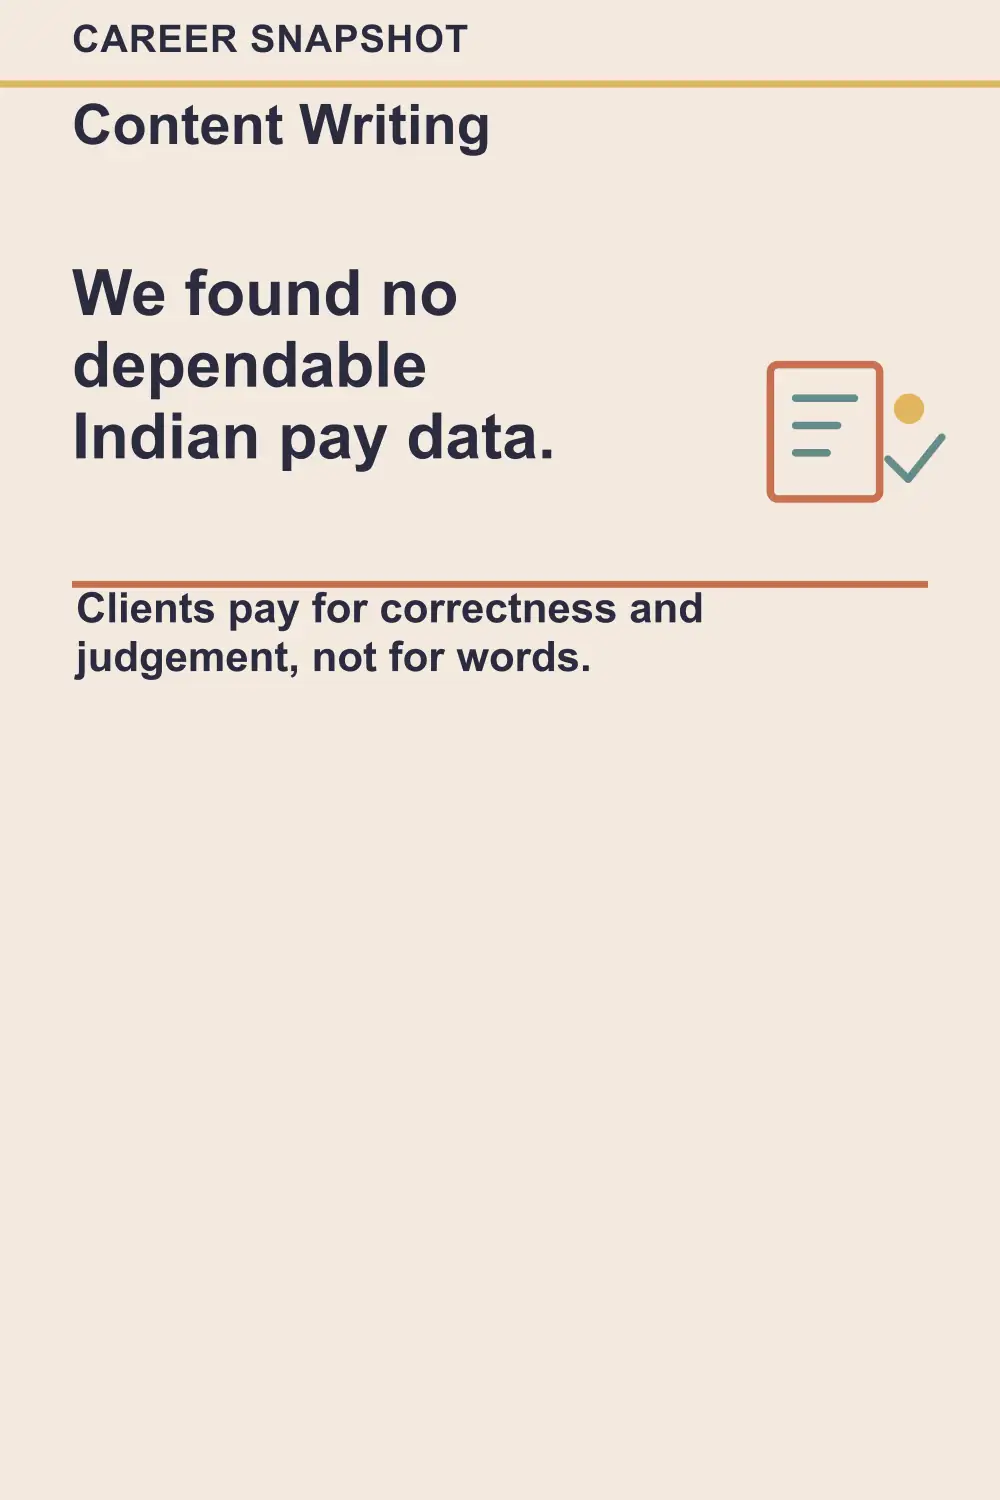 CAREER SNAPSHOT
Content Writing
We found no
dependable
Indian pay data.
Clients pay for correctness and
judgement, not for words.